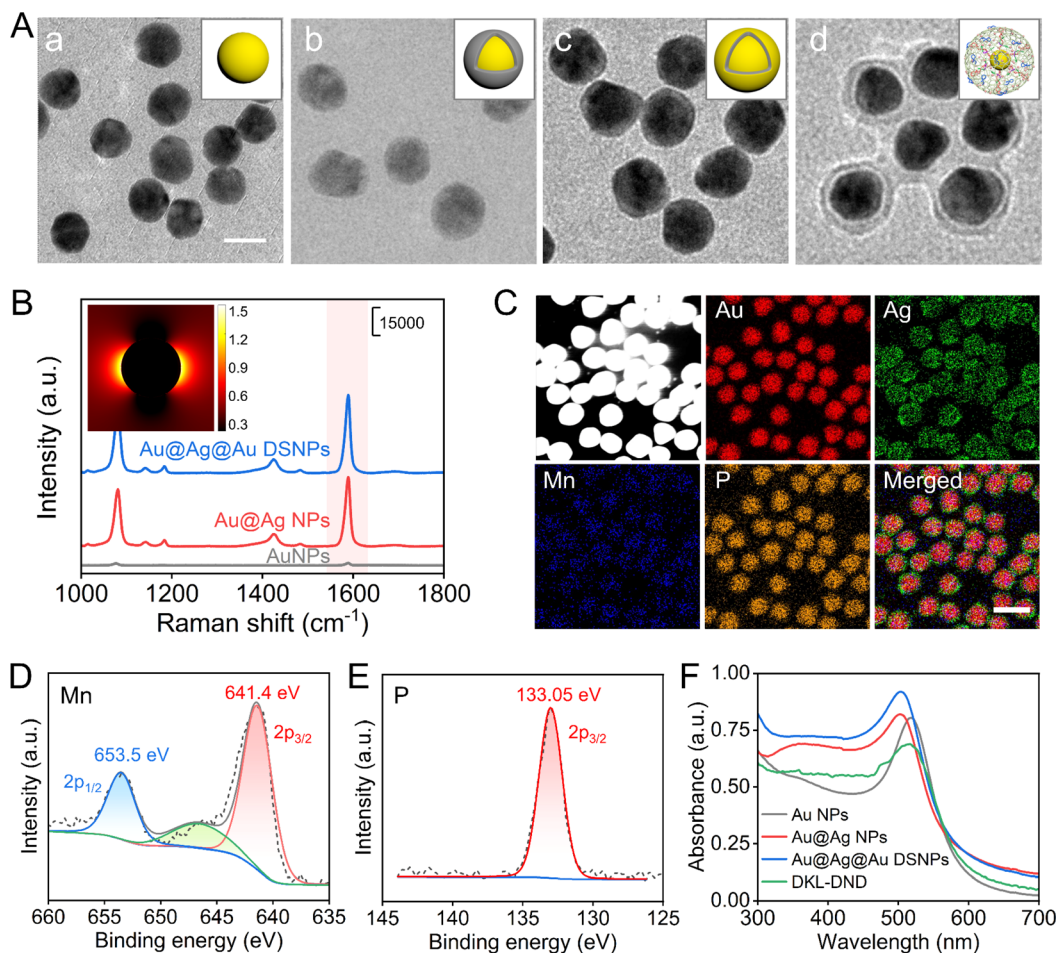 A
a
b
c
d
B
Intensity (a.u.)
1.5
1.2
0.9
0.6
0.3
15000
Au@Ag@Au DSNPs
Au@Ag NPs
AuNPs
1000 1200 1400 1600 1800
Raman shift (cm⁻¹)
C
Au
Ag
Mn
P
Merged
D
Mn
641.4 eV
653.5 eV
2p3/2
2p1/2
Intensity (a.u.)
660 655 650 645 640 635
Binding energy (eV)
E
P
133.05 eV
2p3/2
Intensity (a.u.)
145 140 135 130 125
Binding energy (eV)
F
Absorbance (a.u.)
1.00
0.75
0.50
0.25
0.00
Au NPs
Au@Ag NPs
Au@Ag@Au DSNPs
DKL-DND
300 400 500 600 700
Wavelength (nm)